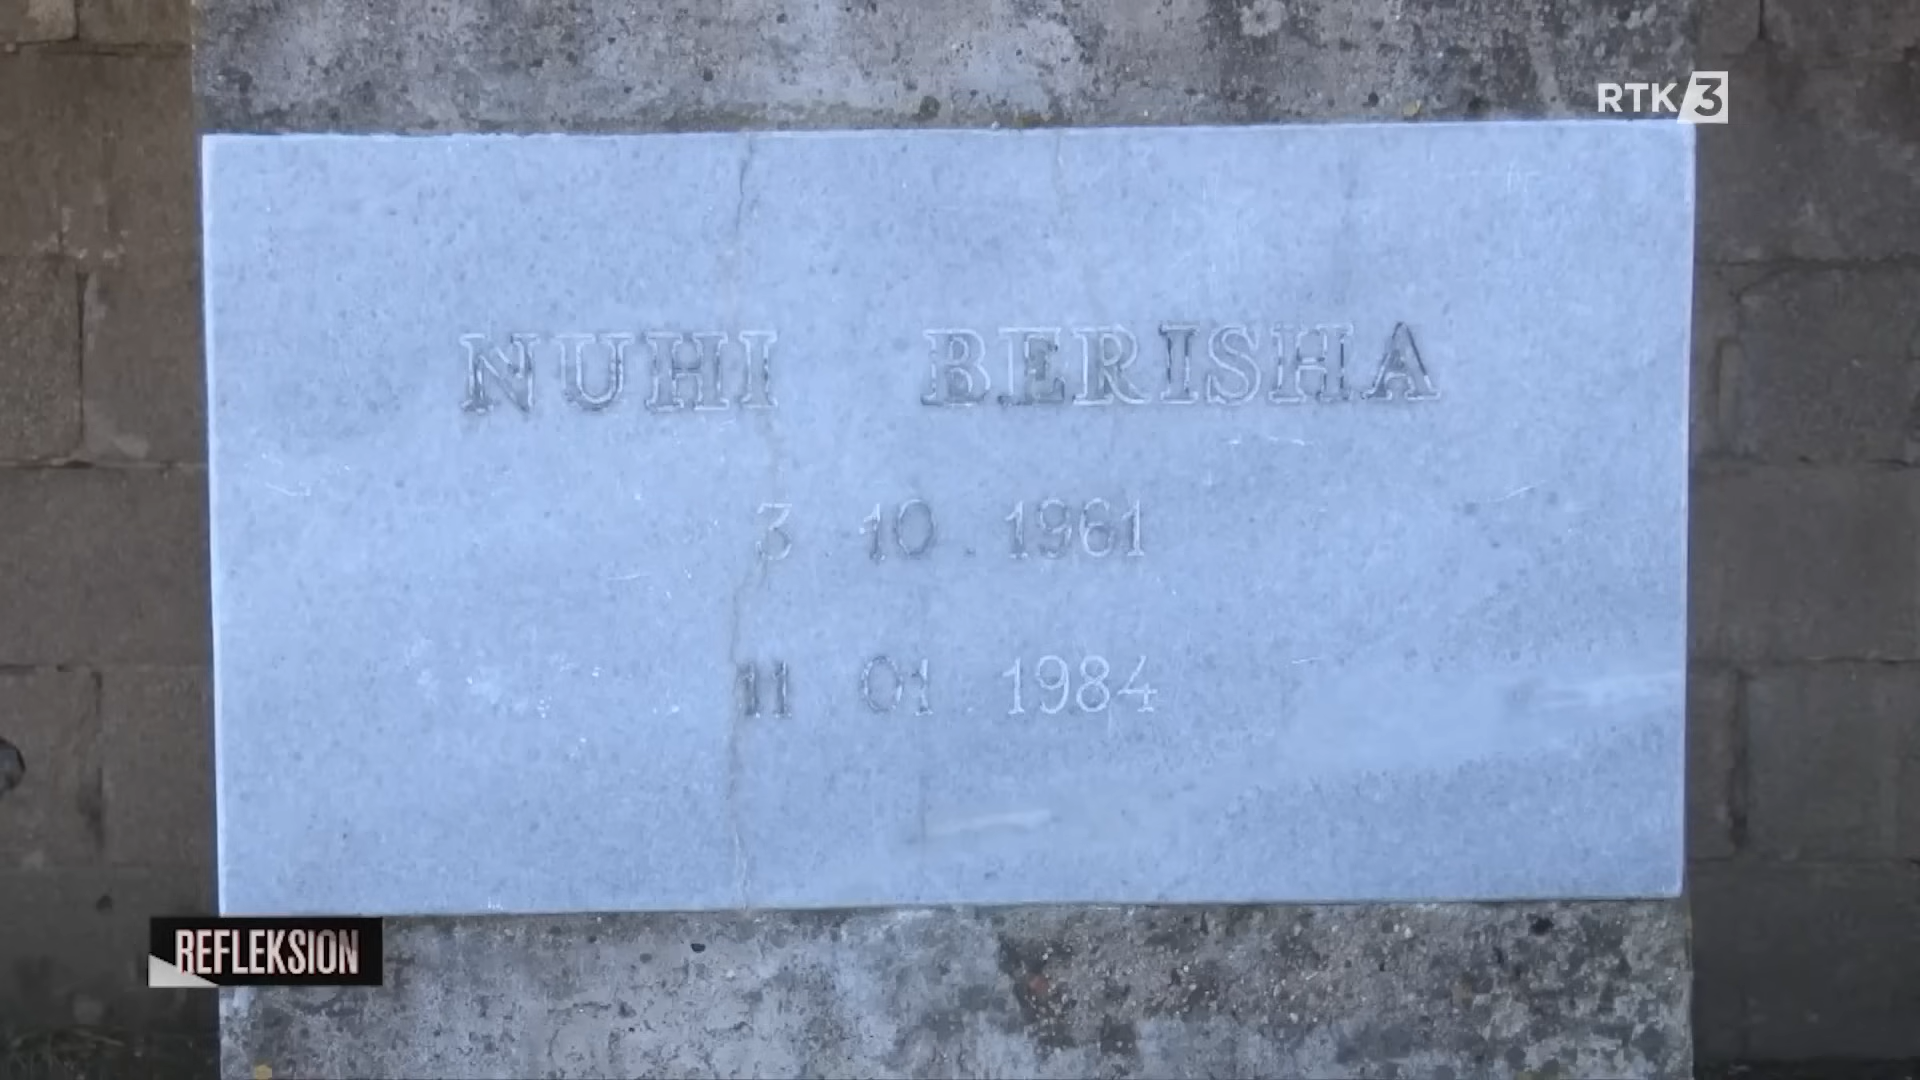 RTK 3
NUHI BERISHA
3 10 . 1961
11 01 . 1984
REFLEKSION